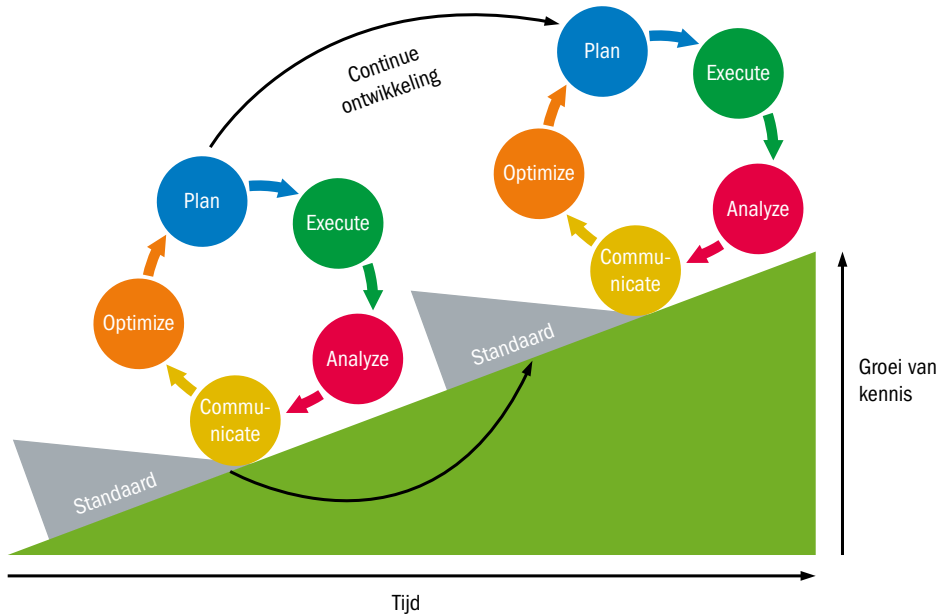 Continue
ontwikkeling
Plan
Execute
Analyze
Commu-
nicate
Optimize
Standaard
Plan
Execute
Analyze
Commu-
nicate
Optimize
Standaard
Groei van
kennis
Tijd